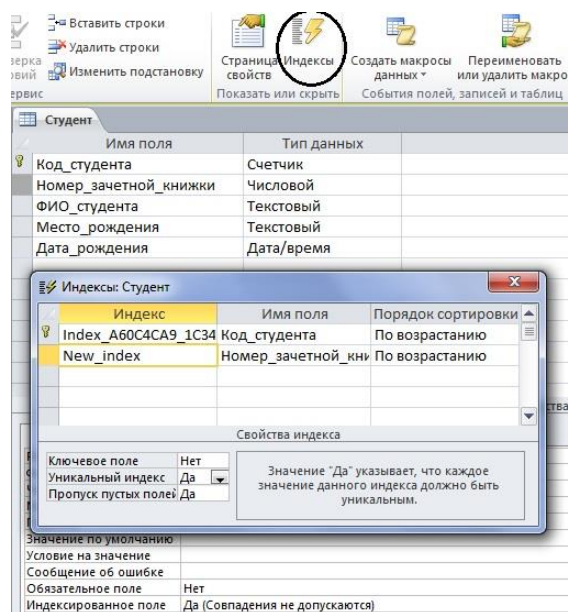 Вставить строки
Удалить строки
Изменить подстановку
Страница свойств
Индексы
Создать макросы данных
Переименовать или удалить макро
ервис
Показать или скрыть
События полей, записей и таблиц
Студент
Имя поля Тип данных
Код_студента Счетчик
Номер_зачетной_книжки Числовой
ФИО_студента Текстовый
Место_рождения Текстовый
Дата_рождения Дата/время
Индексы: Студент
Индекс Имя поля Порядок сортировки
Index_A60C4CA9_1C34 Код_студента По возрастанию
New_index Номер_зачетной_кни По возрастанию
Свойства индекса
Ключевое поле Нет
Уникальный индекс Да
Пропуск пустых полей Да
Значение "Да" указывает, что каждое
значение данного индекса должно быть
уникальным.
Значение по умолчанию
Условие на значение
Сообщение об ошибке
Обязательное поле Нет
Индексированное поле Да (Совпадения не допускаются)